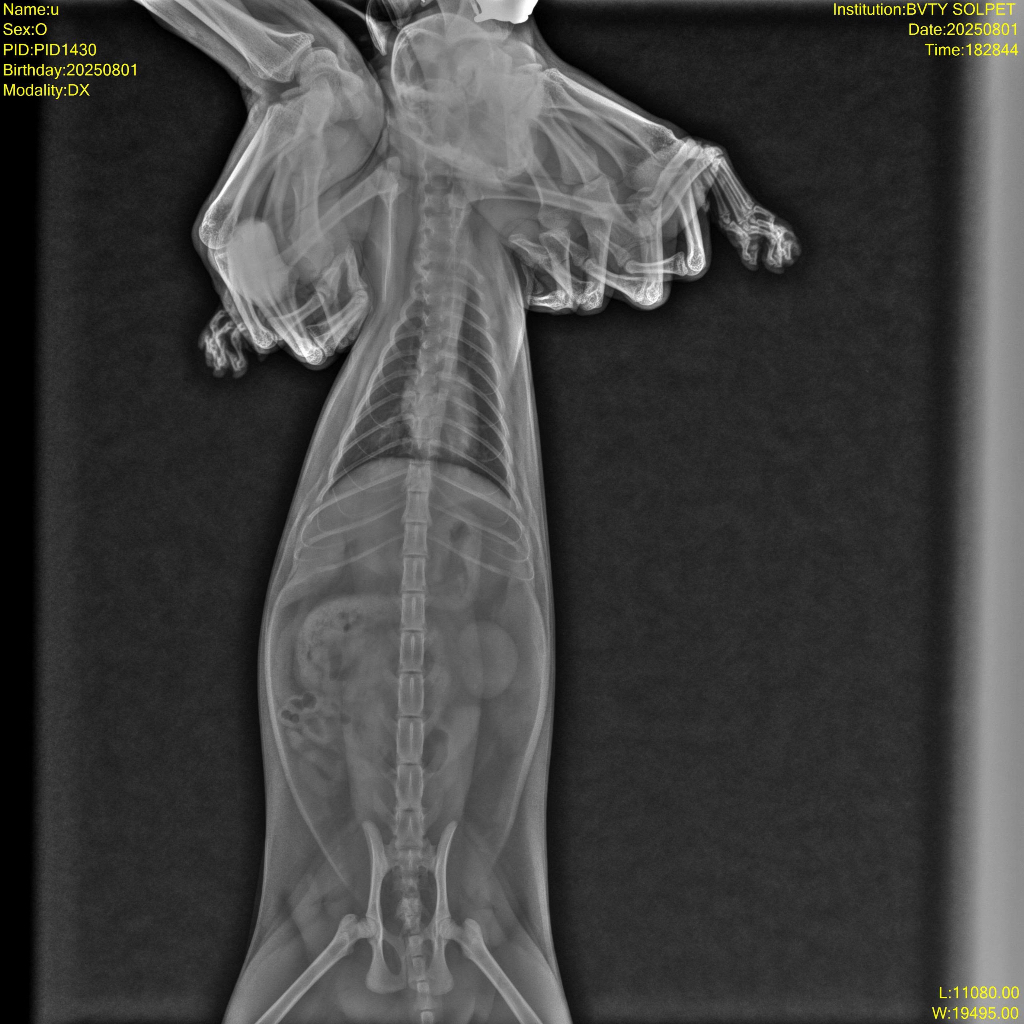 Name:u
Sex:O
PID:PID1430
Birthday:20250801
Modality:DX
Institution:BVTY SOLPET
Date:20250801
Time:182844
L:11080.00
W:19495.00